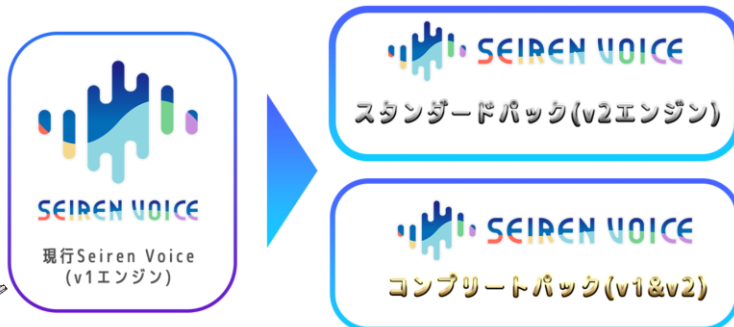 SEIREN VOICE
現行Seiren Voice
(v1エンジン)
SEIREN VOICE
スタンダードパック(v2エンジン)
SEIREN VOICE
コンプリートパック(v1&v2)